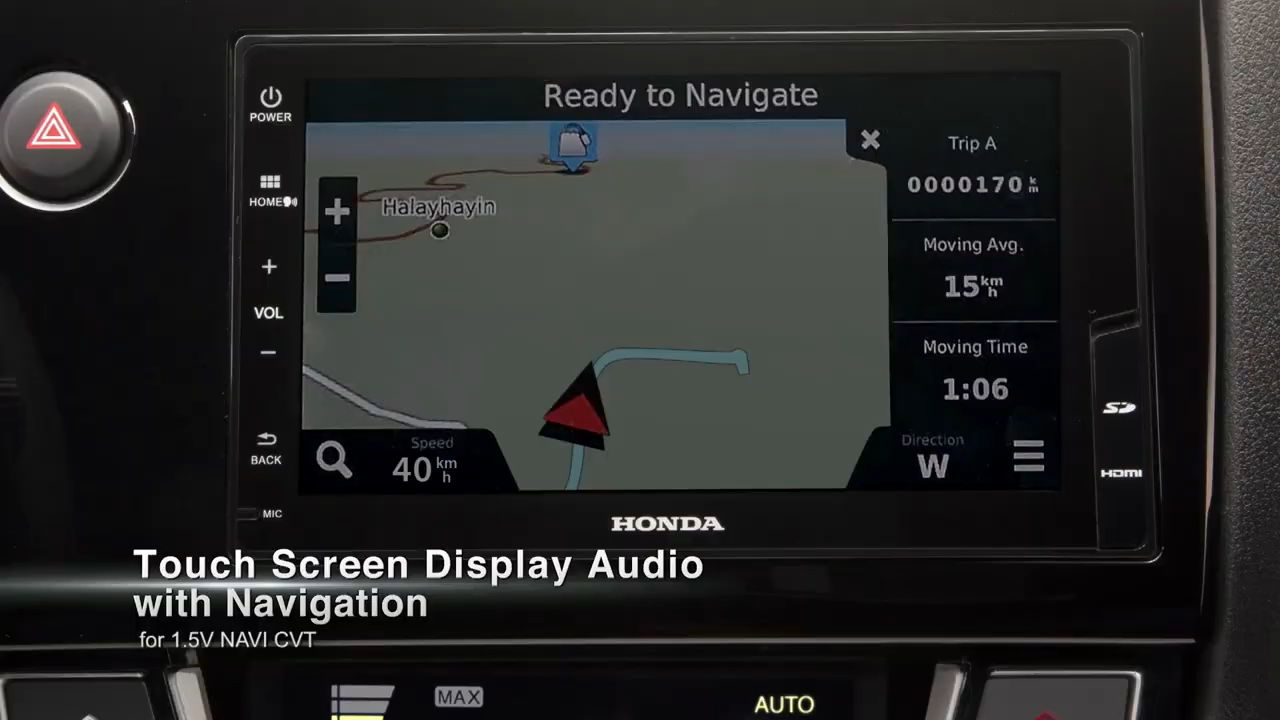 Ready to Navigate
POWER
HOME
+
VOL
−
BACK
MIC
+
Halayhayin
−
Trip A
0000170 km
Moving Avg.
15 km h
Moving Time
1:06
Speed
40 km h
Direction
W
SD
HDMI
HONDA
Touch Screen Display Audio
with Navigation
for 1.5V NAVI CVT
MAX
AUTO